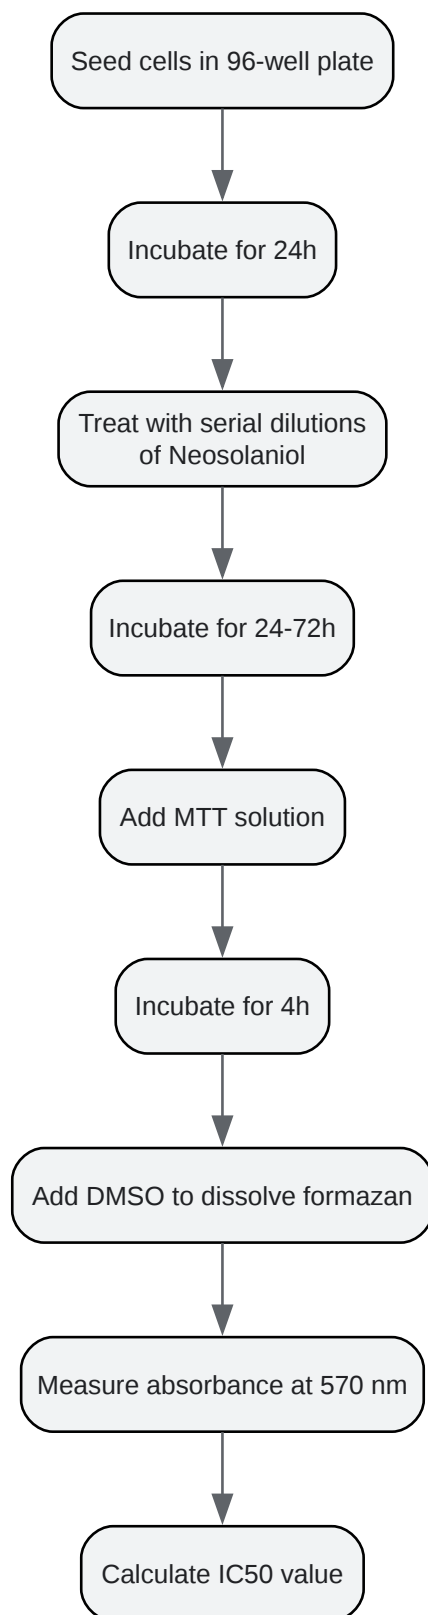 Seed cells in 96-well plate
Incubate for 24h
Treat with serial dilutions
of Neosolaniol
Incubate for 24-72h
Add MTT solution
Incubate for 4h
Add DMSO to dissolve formazan
Measure absorbance at 570 nm
Calculate IC50 value